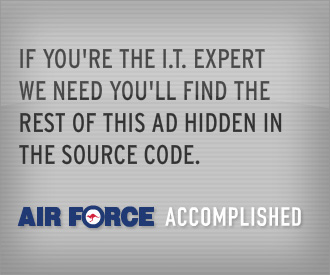 IF YOU'RE THE I.T. EXPERT
WE NEED YOU'LL FIND THE
REST OF THIS AD HIDDEN IN
THE SOURCE CODE.
AIR FORCE ACCOMPLISHED